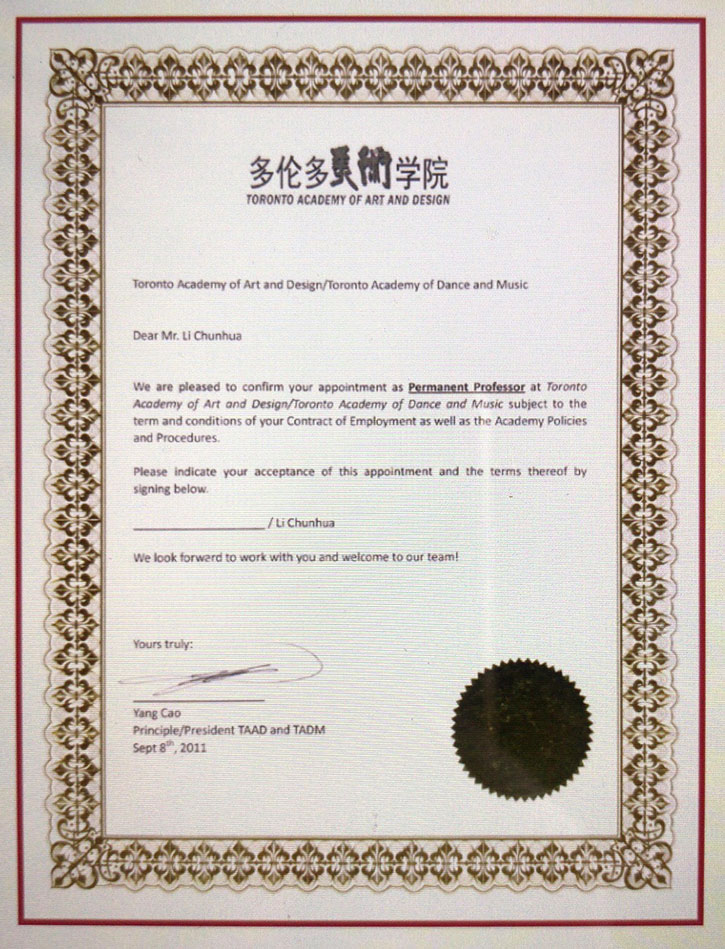 多伦多美術学院
TORONTO ACADEMY OF ART AND DESIGN
Toronto Academy of Art and Design/Toronto Academy of Dance and Music
Dear Mr. Li Chunhua
We are pleased to confirm your appointment as Permanent Professor at Toronto
Academy of Art and Design/Toronto Academy of Dance and Music subject to the
term and conditions of your Contract of Employment as well as the Academy Policies
and Procedures.
Please indicate your acceptance of this appointment and the terms thereof by
signing below.
____________________ / Li Chunhua
We look forward to work with you and welcome to our team!
Yours truly:
Yang Cao
Principle/President TAAD and TADM
Sept 8th, 2011